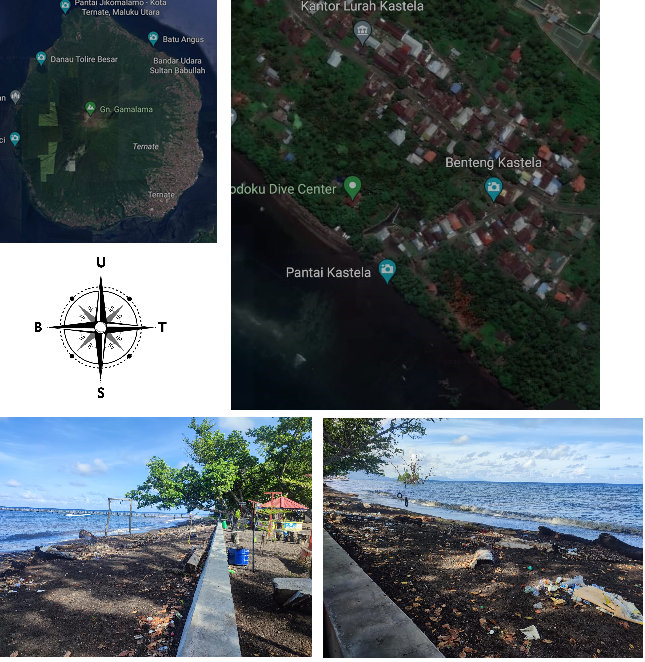 Pantai Jikomalamo - Kota
Ternate, Maluku Utara
Batu Angus
Danau Tolire Besar
Bandar Udara
Sultan Babullah
Gn. Gamalama
Ternate
Ternate
Kantor Lurah Kastela
Benteng Kastela
odoku Dive Center
Pantai Kastela
U
B
T
S